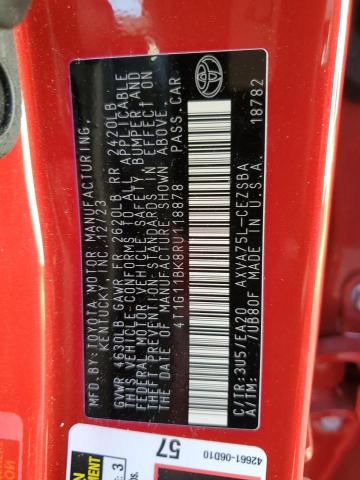 MFD.BY:TOYOTA MOTOR MANUFACTURING,
KENTUCKY,INC. 12/23
GVWR 4630LB GAWR FR 2620LB RR 2420LB
THIS VEHICLE CONFORMS TO ALL APPLICABLE
FEDERAL MOTOR VEHICLE SAFETY, BUMPER AND
THEFT PREVENTION STANDARDS IN EFFECT ON
THE DATE OF MANUFACTURE SHOWN ABOVE.
4T1G11BK8RU118878 PASS.CAR
C/TR:3U5/EA20 AXVA75L-CEZSBA
A/TM: /UB80F MADE IN U.S.A. 18782
57
42661-06D10